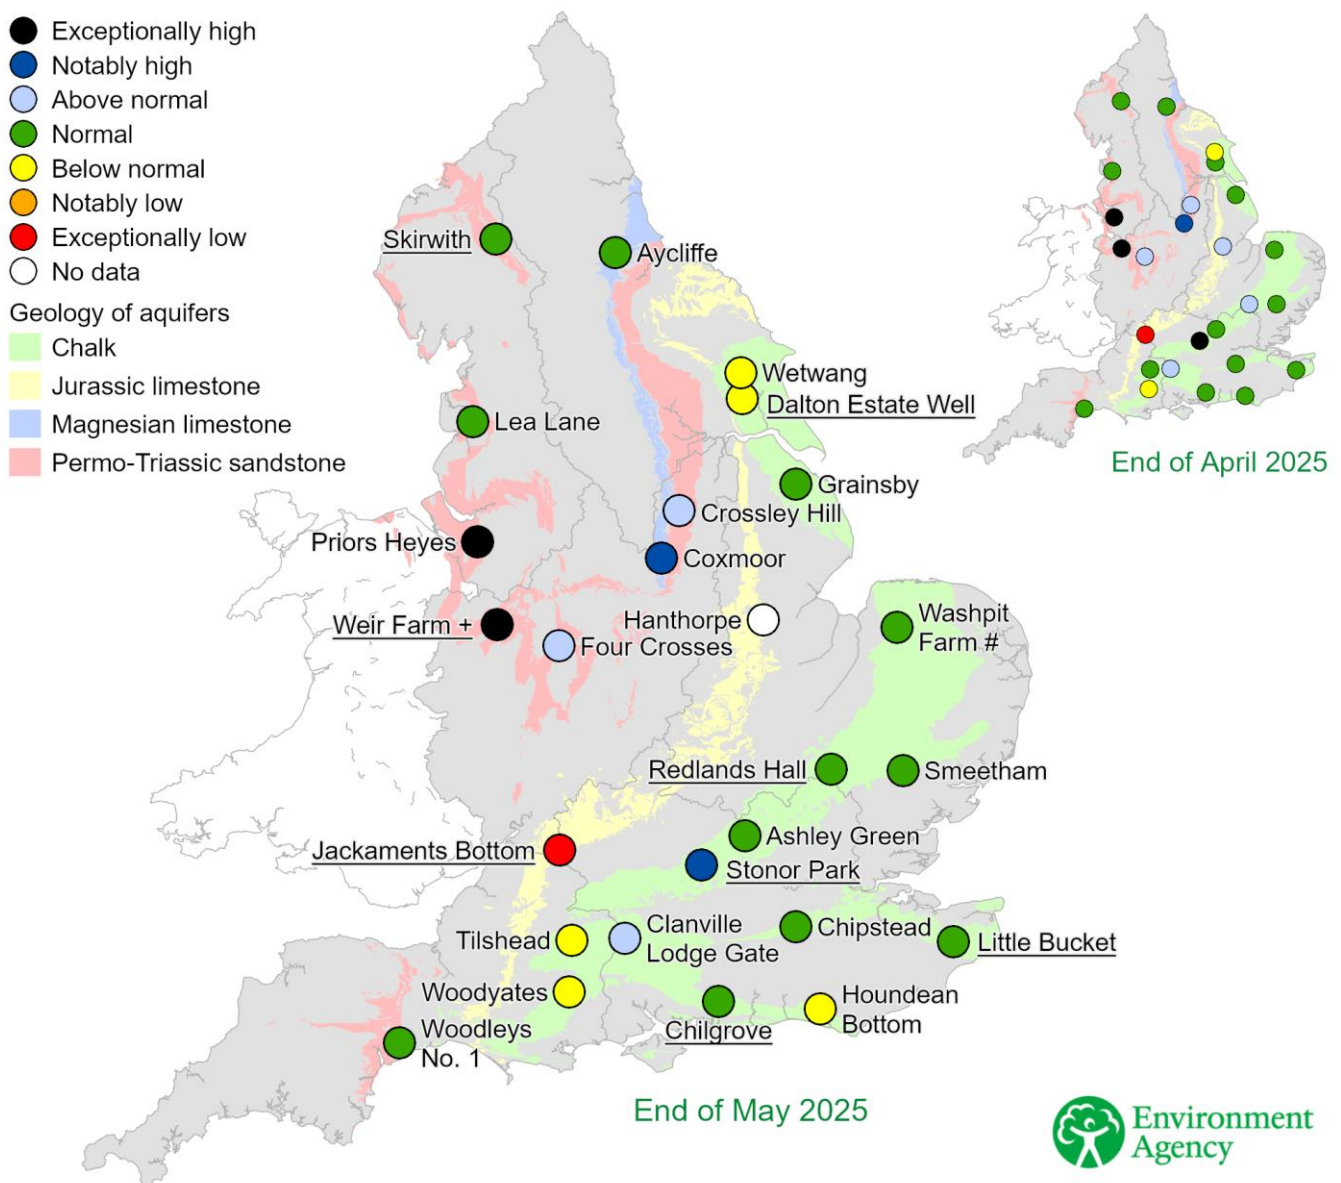 Exceptionally high
Notably high
Above normal
Normal
Below normal
Notably low
Exceptionally low
No data
Geology of aquifers
Chalk
Jurassic limestone
Magnesian limestone
Permo-Triassic sandstone
Skirwith
Aycliffe
Wetwang
Dalton Estate Well
Lea Lane
Grainsby
Crossley Hill
Priors Heyes
Coxmoor
Weir Farm +
Four Crosses
Hanthorpe
Washpit
Farm #
Redlands Hall
Smeetham
Jackaments Bottom
Ashley Green
Stonor Park
Tilshead
Clanville
Lodge Gate
Chipstead
Little Bucket
Woodyates
Chilgrove
Houndean
Bottom
Woodleys
No. 1
End of May 2025
End of April 2025
Environment
Agency